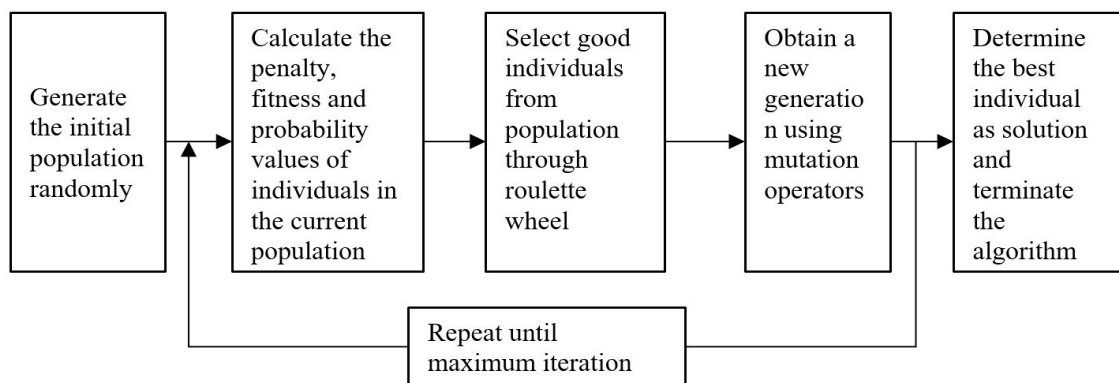 Generate
the initial
population
randomly
Calculate the
penalty,
fitness and
probability
values of
individuals in
the current
population
Select good
individuals
from
population
through
roulette
wheel
Obtain a
new
generatio
n using
mutation
operators
Determine
the best
individual
as solution
and
terminate
the
algorithm
Repeat until
maximum iteration